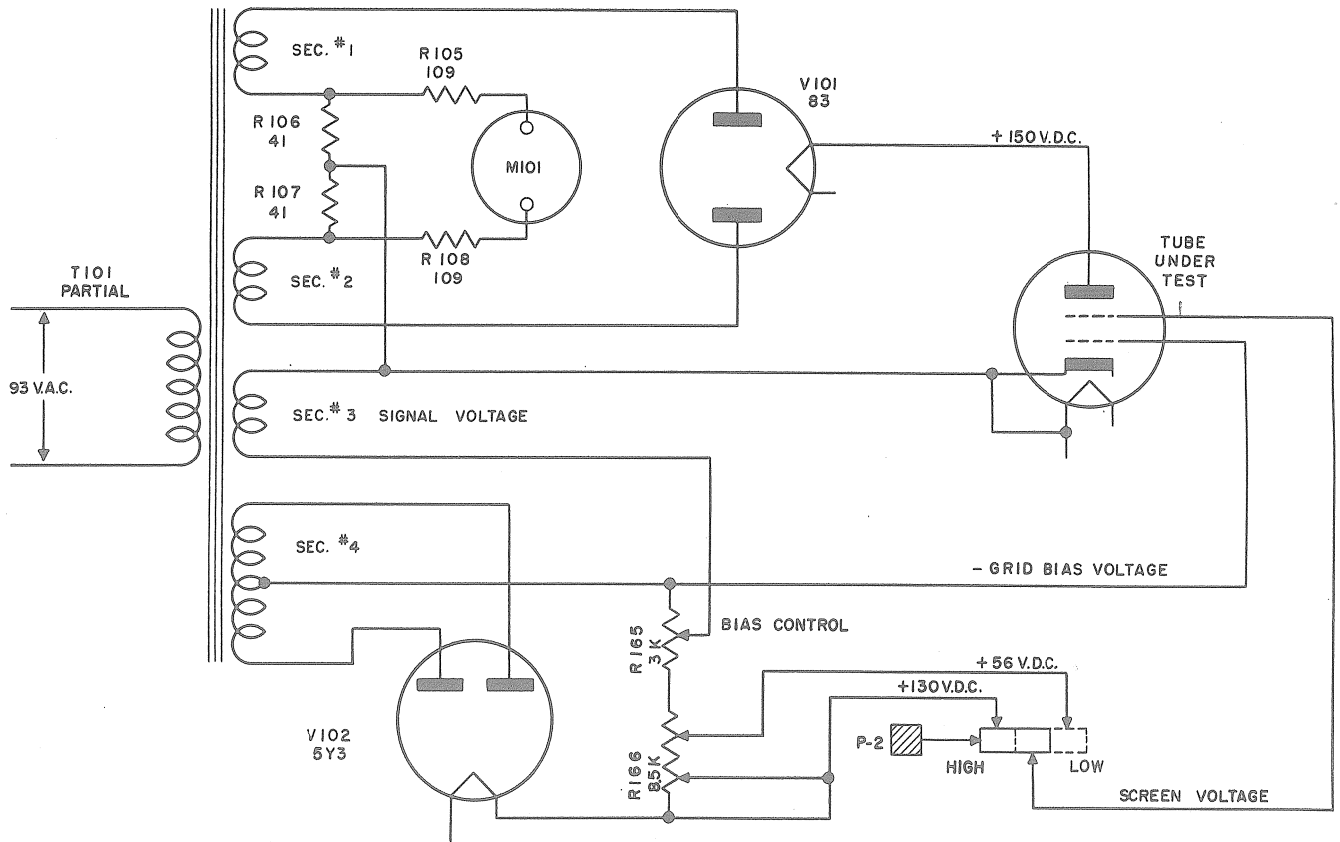 SEC. #1
R105
109
V101
83
R106
41
M101
+150 V.D.C.
R107
41
R 108
109
TUBE
UNDER
TEST
T101
PARTIAL
SEC. #2
93 V.A.C.
SEC. #3 SIGNAL VOLTAGE
SEC. #4
- GRID BIAS VOLTAGE
R165
3K
BIAS CONTROL
+56 V.D.C.
+130 V.D.C.
V102
5Y3
P-2
R166
8.5K
HIGH
LOW
SCREEN VOLTAGE